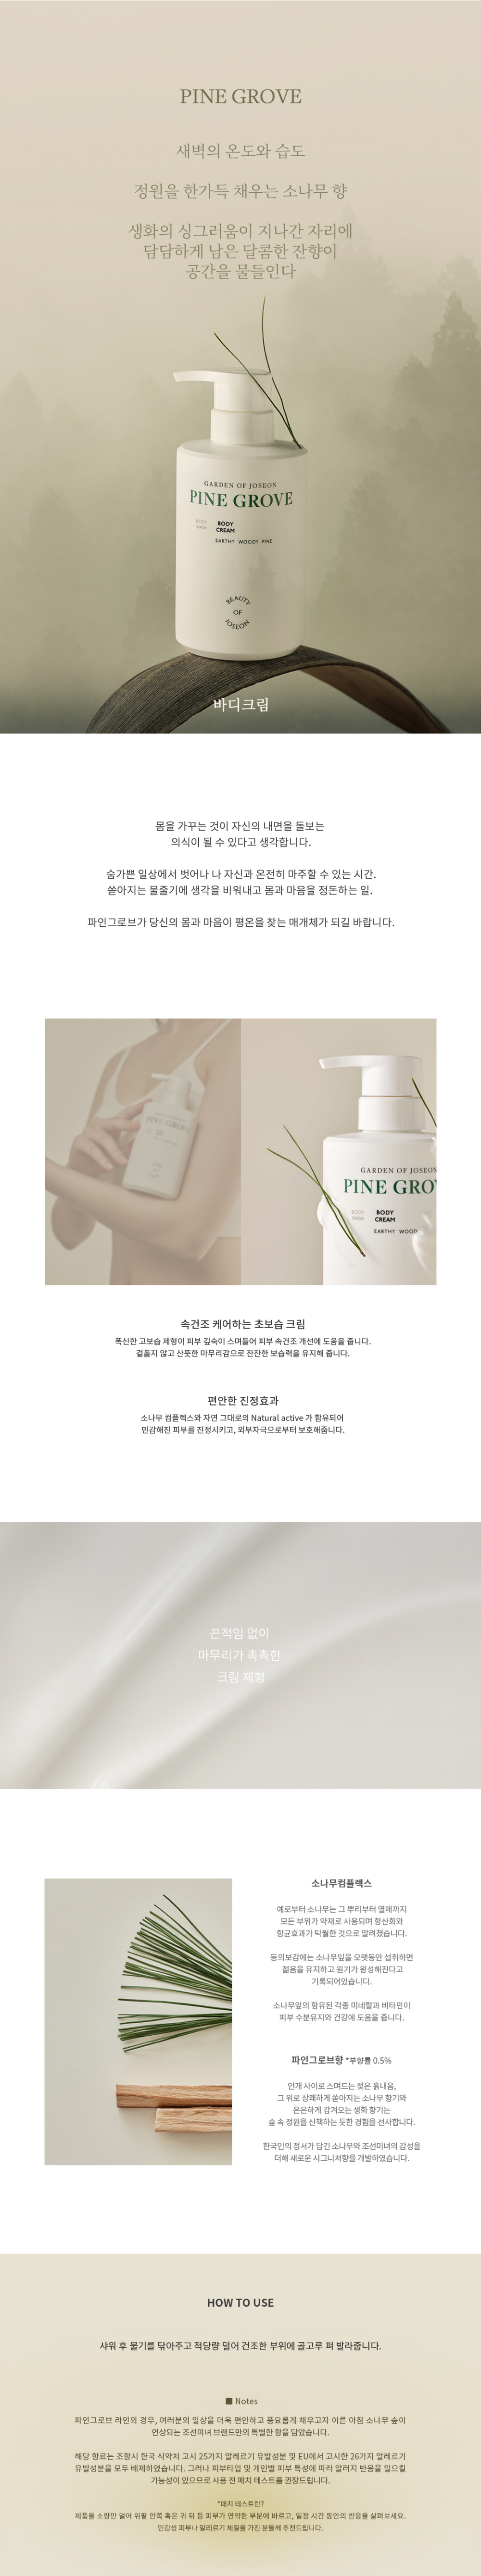 PINE GROVE
새벽의 온도와 습도
정원을 한가득 채우는 소나무 향
생화의 싱그러움이 지나간 자리에
담담하게 남은 달콤한 잔향이
공간을 물들인다
GARDEN OF JOSEON
PINE GROVE
BODY WASH
BODY CREAM
EARTHY WOODY PINE
BEAUTY
OF
JOSEON
바디크림
몸을 가꾸는 것이 자신의 내면을 돌보는
의식이 될 수 있다고 생각합니다.
숨가쁜 일상에서 벗어나 나 자신과 온전히 마주할 수 있는 시간.
쏟아지는 물줄기에 생각을 비워내고 몸과 마음을 정돈하는 일.
파인그로브가 당신의 몸과 마음이 평온을 찾는 매개체가 되길 바랍니다.
GARDEN OF JOSEON
PINE GROV
BODY WASH
BODY CREAM
EARTHY WOODY
속건조 케어하는 초보습 크림
폭신한 고보습 제형이 피부 깊숙이 스며들어 피부 속건조 개선에 도움을 줍니다.
겉돌지 않고 산뜻한 마무리감으로 잔잔한 보습력을 유지해 줍니다.
편안한 진정효과
소나무 컴플렉스와 자연 그대로의 Natural active 가 함유되어
민감해진 피부를 진정시키고, 외부자극으로부터 보호해줍니다.
끈적임 없이
마무리가 촉촉한
크림 제형
소나무컴플렉스
예로부터 소나무는 그 뿌리부터 열매까지
모든 부위가 약재로 사용되며 항산화와
항균효과가 탁월한 것으로 알려졌습니다.
동의보감에는 소나무잎을 오랫동안 섭취하면
젊음을 유지하고 원기가 왕성해진다고
기록되어있습니다.
소나무잎의 함유된 각종 미네랄과 비타민이
피부 수분유지와 건강에 도움을 줍니다.
파인그로브향 *부향률 0.5%
안개 사이로 스며드는 젖은 흙내음,
그 위로 상쾌하게 쏟아지는 소나무 향기와
은은하게 감겨오는 생화 향기는
숲 속 정원을 산책하는 듯한 경험을 선사합니다.
한국인의 정서가 담긴 소나무와 조선미녀의 감성을
더해 새로운 시그니처향을 개발하였습니다.
HOW TO USE
샤워 후 물기를 닦아주고 적당량 덜어 건조한 부위에 골고루 펴 발라줍니다.
■ Notes
파인그로브 라인의 경우, 여러분의 일상을 더욱 편안하고 풍요롭게 채우고자 이른 아침 소나무 숲이
연상되는 조선미녀 브랜드만의 특별한 향을 담았습니다.
해당 향료는 조향시 한국 식약처 고시 25가지 알레르기 유발성분 및 EU에서 고시한 26가지 알레르기
유발성분을 모두 배제하였습니다. 그러나 피부타입 및 개인별 피부 특성에 따라 알러지 반응을 일으킬
가능성이 있으므로 사용 전 패치 테스트를 권장드립니다.
*패치 테스트란?
제품을 소량만 덜어 위팔 안쪽 혹은 귀 뒤 등 피부가 연약한 부분에 바르고, 일정 시간 동안의 반응을 살펴보세요.
민감성 피부나 알레르기 체질을 가진 분들께 추천드립니다.